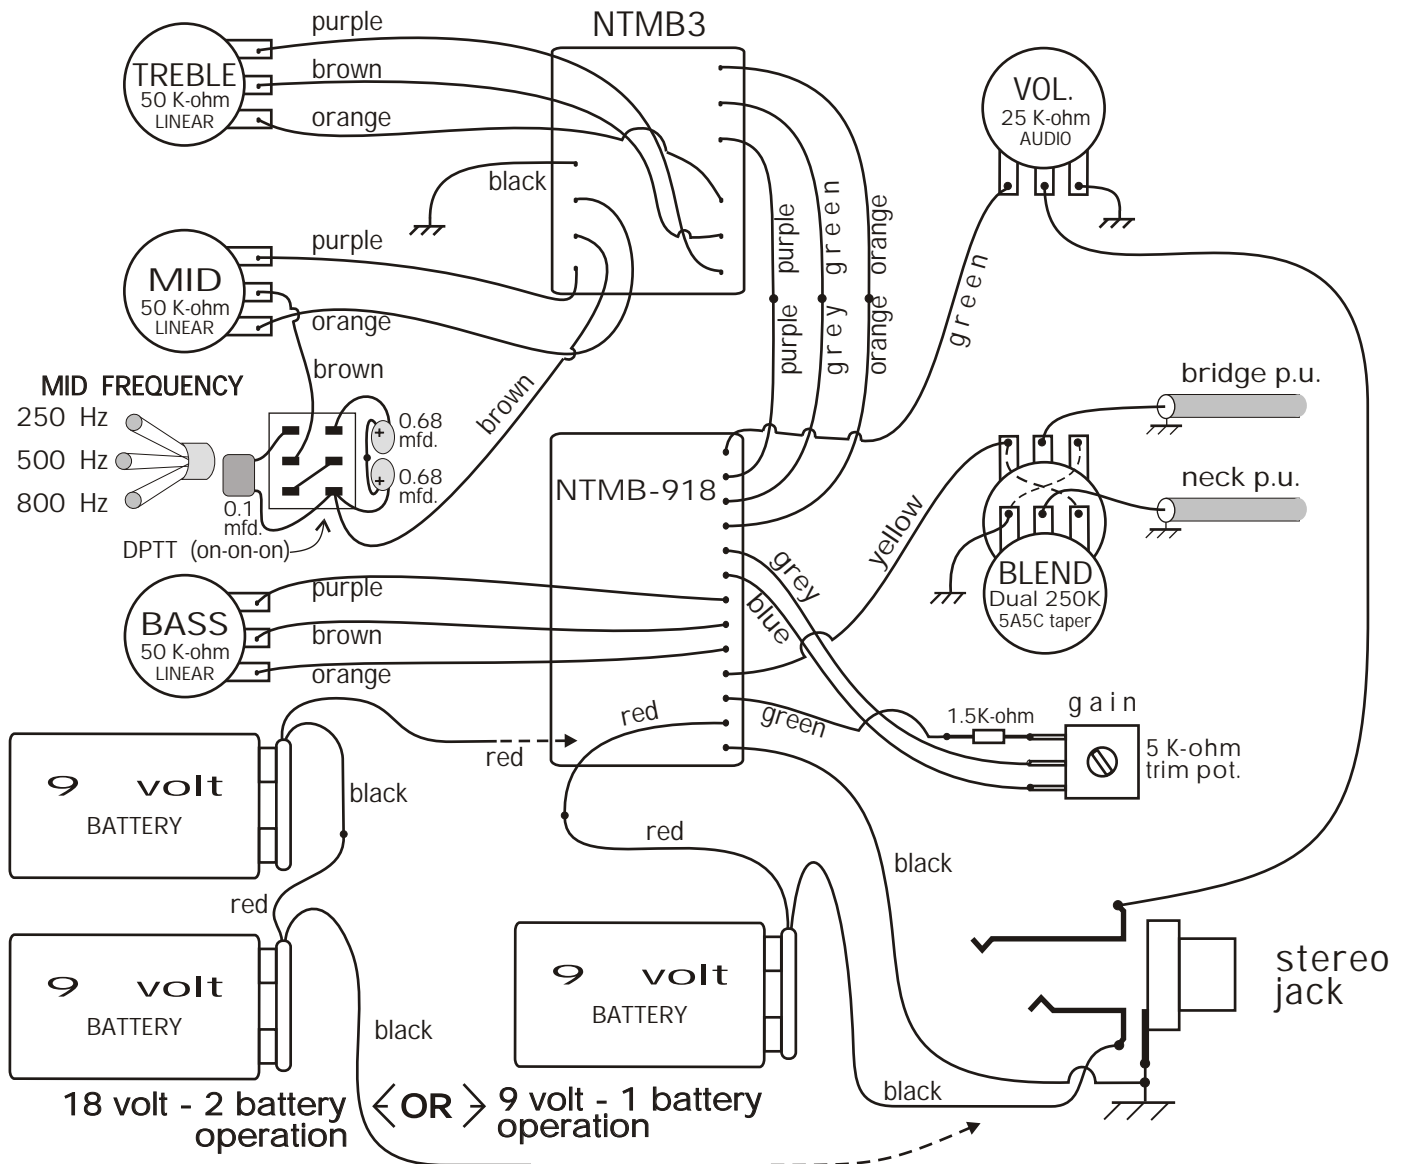 NTMB3
purple
TREBLE
50 K-ohm
LINEAR
brown
orange
black
VOL.
25 K-ohm
AUDIO
purple
green
orange
purple
grey
orange
green
purple
MID
50 K-ohm
LINEAR
orange
brown
brown
MID FREQUENCY
250 Hz
500 Hz
800 Hz
+
0.68
mfd.
+
0.68
mfd.
0.1
mfd.
DPTT (on-on-on)
NTMB-918
bridge p.u.
neck p.u.
yellow
grey
blue
BLEND
Dual 250K
5A5C taper
purple
BASS
50 K-ohm
LINEAR
brown
orange
red
green
red
1.5K-ohm
gain
5 K-ohm
trim pot.
9 volt
BATTERY
black
red
red
black
9 volt
BATTERY
black
9 volt
BATTERY
black
stereo
jack
18 volt - 2 battery
operation
OR
9 volt - 1 battery
operation